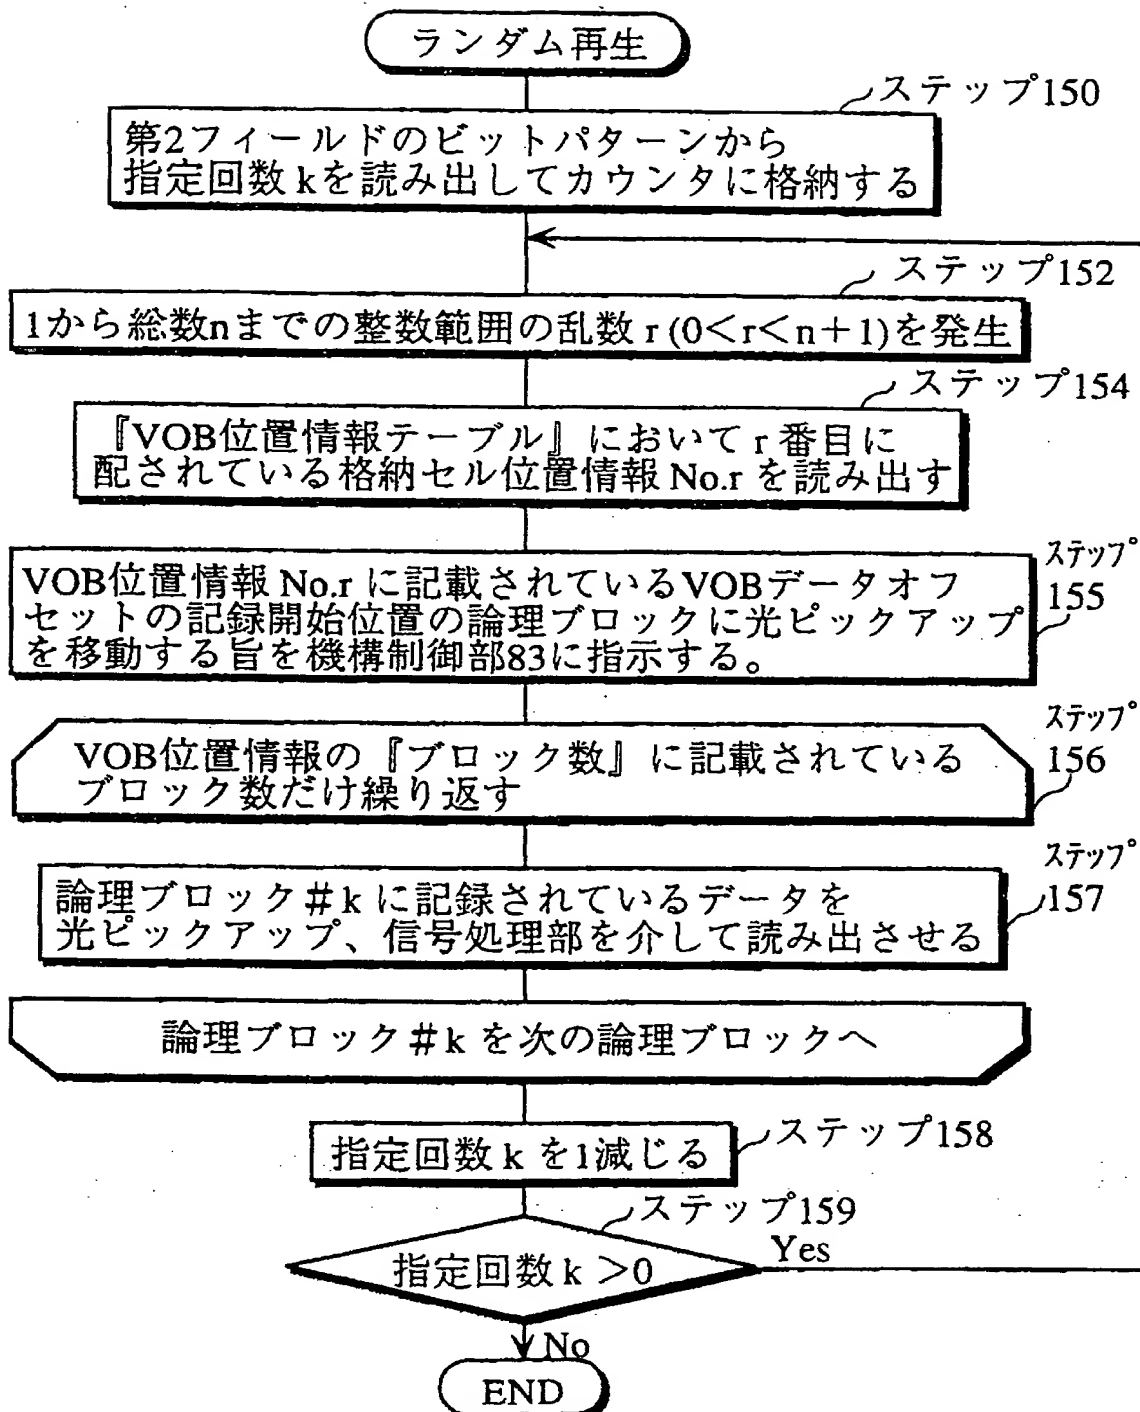 ランダム再生
ステップ150
第2フィールドのビットパターンから
指定回数kを読み出してカウンタに格納する
ステップ152
1から総数nまでの整数範囲の乱数r(0<r<n+1)を発生
ステップ154
『VOB位置情報テーブル』においてr番目に
配されている格納セル位置情報No.rを読み出す
ステップ
155
VOB位置情報No.rに記載されているVOBデータオフ
セットの記録開始位置の論理ブロックに光ピックアップ
を移動する旨を機構制御部83に指示する。
ステップ
156
VOB位置情報の『ブロック数』に記載されている
ブロック数だけ繰り返す
ステップ
157
論理ブロック#kに記録されているデータを
光ピックアップ、信号処理部を介して読み出させる
論理ブロック#kを次の論理ブロックへ
指定回数kを1減じる
ステップ158
ステップ159
指定回数k>0
Yes
No
END